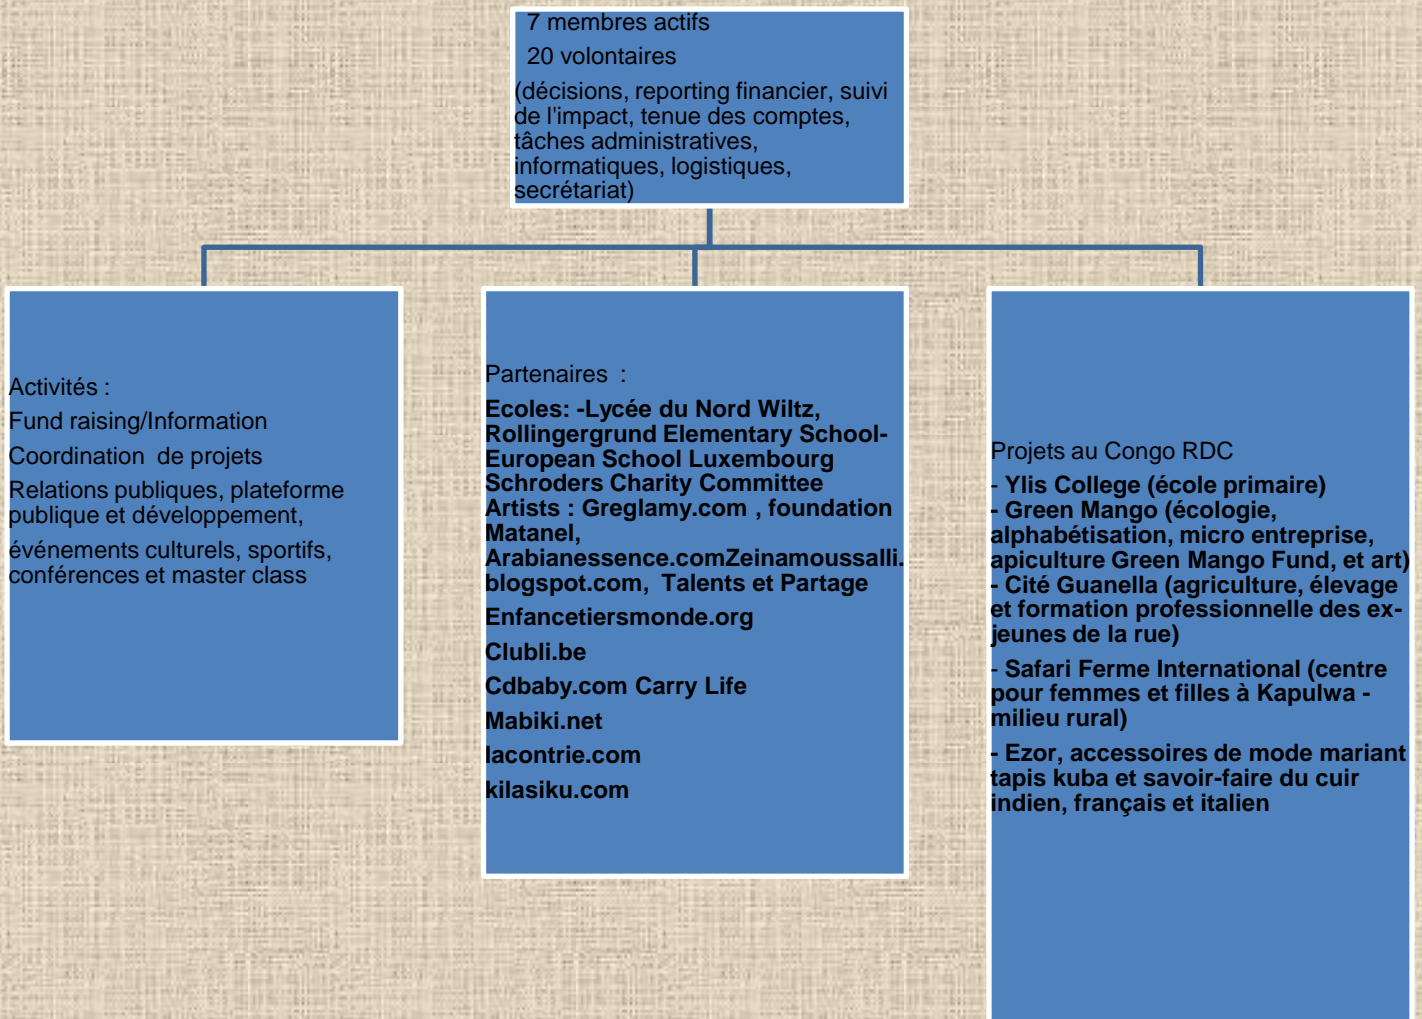 7 membres actifs
20 volontaires
(décisions, reporting financier, suivi
de l'impact, tenue des comptes,
tâches administratives,
informatiques, logistiques,
secrétariat)
Activités :
Fund raising/Information
Coordination de projets
Relations publiques, plateforme
publique et développement,
événements culturels, sportifs,
conférences et master class
Partenaires :
Ecoles: -Lycée du Nord Wiltz,
Rollingergrund Elementary School-
European School Luxembourg
Schroders Charity Committee
Artists : Greglamy.com , foundation
Matanel,
Arabianessence.comZeinamoussalli.
blogspot.com, Talents et Partage
Enfancetiersmonde.org
Clubli.be
Cdbaby.com Carry Life
Mabiki.net
lacontrie.com
kilasiku.com
Projets au Congo RDC
- Ylis College (école primaire)
- Green Mango (écologie,
alphabétisation, micro entreprise,
apiculture Green Mango Fund, et art)
- Cité Guanella (agriculture, élevage
et formation professionnelle des ex-
jeunes de la rue)
- Safari Ferme International (centre
pour femmes et filles à Kapulwa -
milieu rural)
- Ezor, accessoires de mode mariant
tapis kuba et savoir-faire du cuir
indien, français et italien